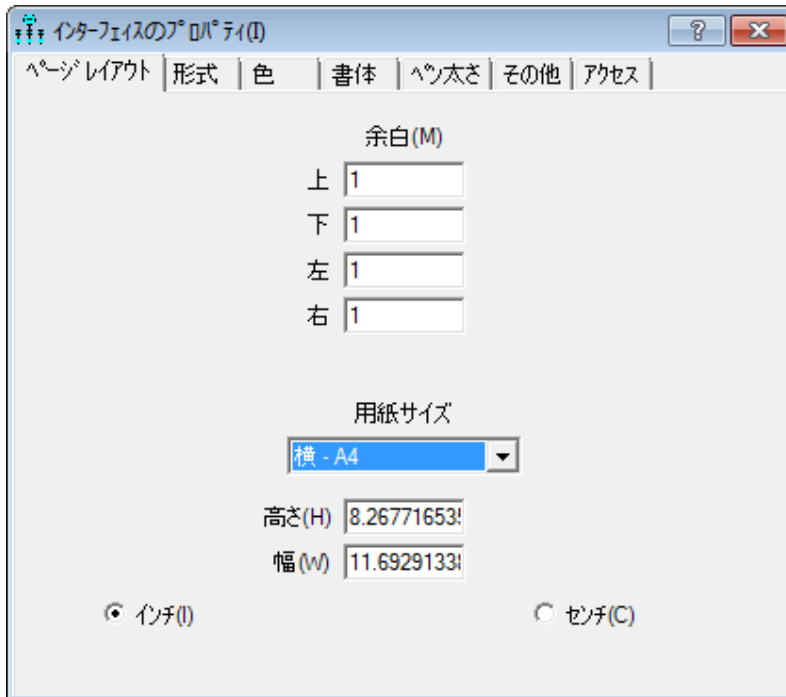 インターフェイスのプロパティ(I)
ページレイアウト 形式 色 書体 ペン太さ その他 アクセス
余白(M)
上 1
下 1
左 1
右 1
用紙サイズ
横 - A4
高さ(H) 8.267716535
幅(W) 11.69291338
インチ(I) センチ(C)